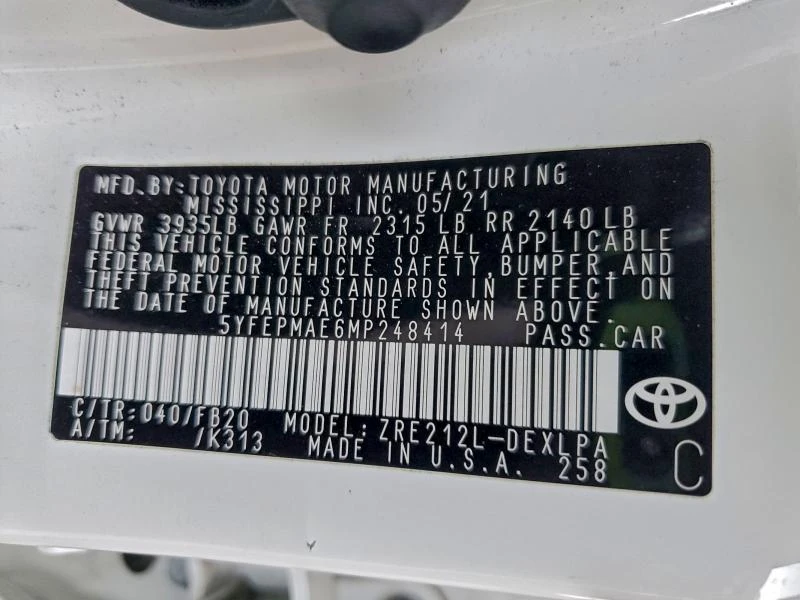 MFD. BY: TOYOTA MOTOR MANUFACTURING
MISSISSIPPI INC. 05/21
GVWR 3935LB GAWR FR 2315 LB RR 2140 LB
THIS VEHICLE CONFORMS TO ALL APPLICABLE
FEDERAL MOTOR VEHICLE SAFETY, BUMPER, AND
THEFT PREVENTION STANDARDS IN EFFECT ON
THE DATE OF MANUFACTURE SHOWN ABOVE.
5YFEPMAE6MP248414 PASS.CAR
C/TR: 040/FB20 MODEL: ZRE212L-DEXLPA
A/TM: /K313 MADE IN U.S.A. 258 C